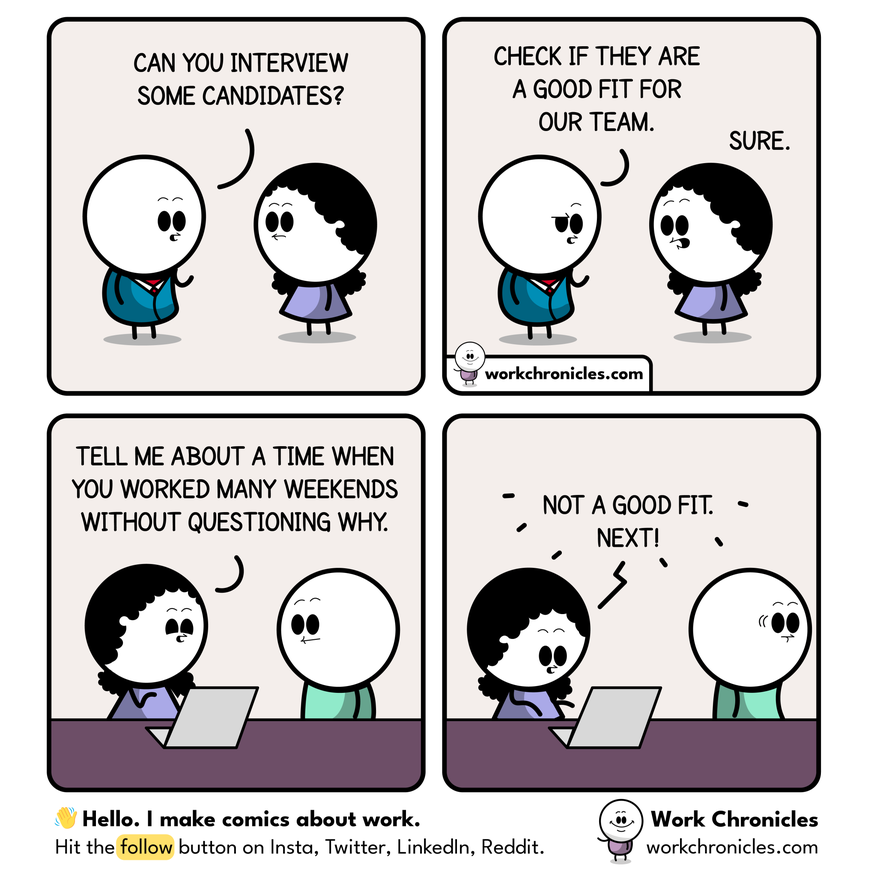 CAN YOU INTERVIEW
SOME CANDIDATES?
CHECK IF THEY ARE
A GOOD FIT FOR
OUR TEAM.
SURE.
workchronicles.com
TELL ME ABOUT A TIME WHEN
YOU WORKED MANY WEEKENDS
WITHOUT QUESTIONING WHY.
NOT A GOOD FIT.
NEXT!
👋 Hello. I make comics about work.
Hit the follow button on Insta, Twitter, LinkedIn, Reddit.
Work Chronicles
workchronicles.com